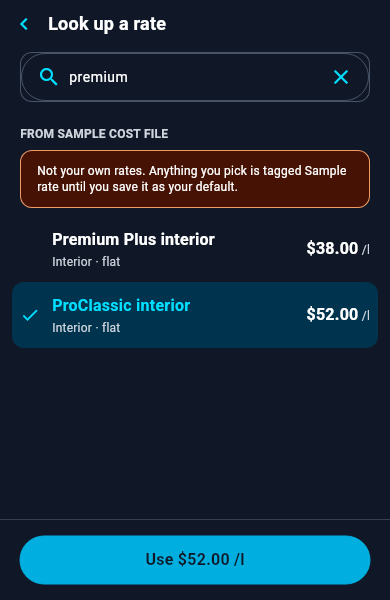 Look up a rate
premium
FROM SAMPLE COST FILE
Not your own rates. Anything you pick is tagged Sample
rate until you save it as your default.
Premium Plus interior
$38.00 /l
Interior · flat
ProClassic interior
$52.00 /l
Interior · flat
Use $52.00 /l